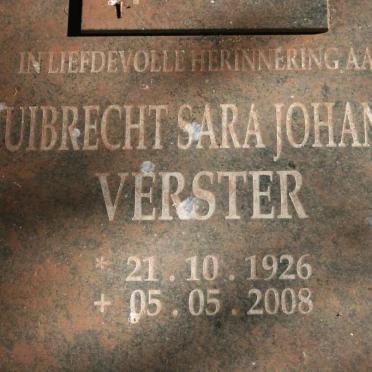 IN LIEFDEVOLLE HERINNERING AA
UIBRECHT SARA JOHAN
VERSTER
* 21 . 10 . 1926
+ 05 . 05 . 2008